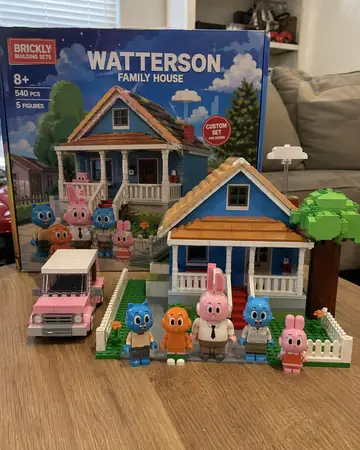 BRICKLY
BUILDING SETS
WATTERSON
FAMILY HOUSE
8+
540 PCS
5 FIGURES
CUSTOM
SET